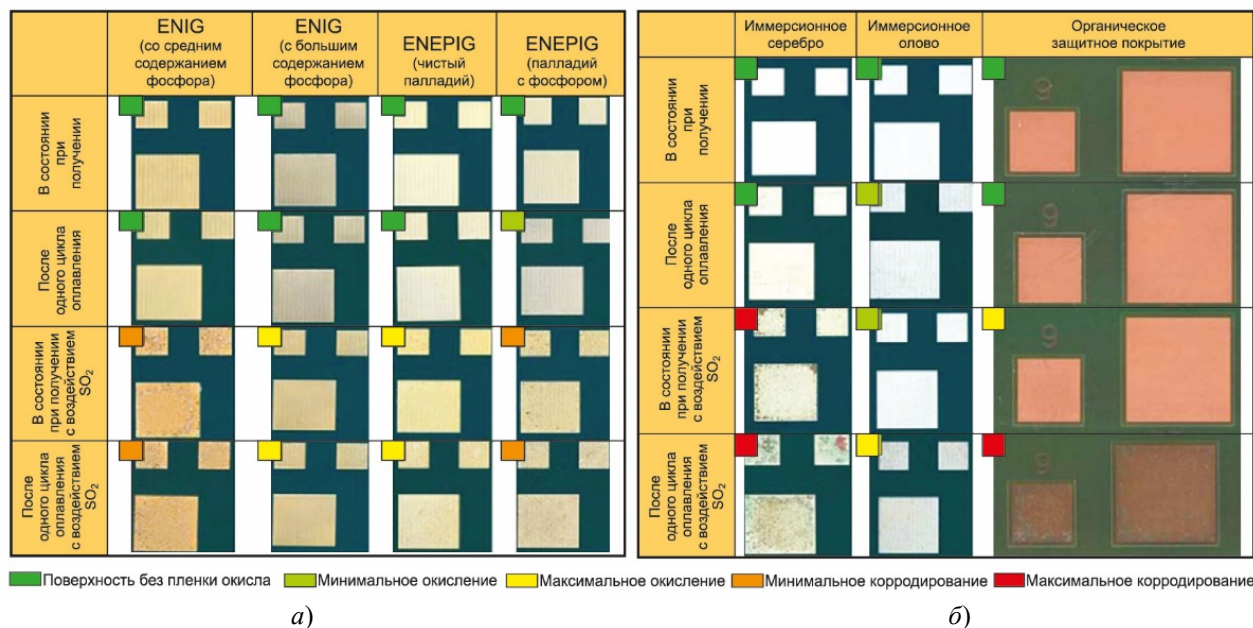 ENIG
(со средним
содержанием
фосфора)
ENIG
(с большим
содержанием
фосфора)
ENEPIG
(чистый
палладий)
ENEPIG
(палладий
с фосфором)
В состоянии
при
получении
После
одного цикла
оплавления
В состоянии
при получении
с воздействием
SO₂
После
одного цикла
оплавления
с воздействием
SO₂
Иммерсионное
серебро
Иммерсионное
олово
Органическое
защитное покрытие
В состоянии
при
получении
9
После
одного цикла
оплавления
9
В состоянии
при получении
с воздействием
SO₂
9
После
одного цикла
оплавления
с воздействием
SO₂
9
Поверхность без пленки окисла Минимальное окисление Максимальное окисление Минимальное корродирование Максимальное корродирование
а) б)